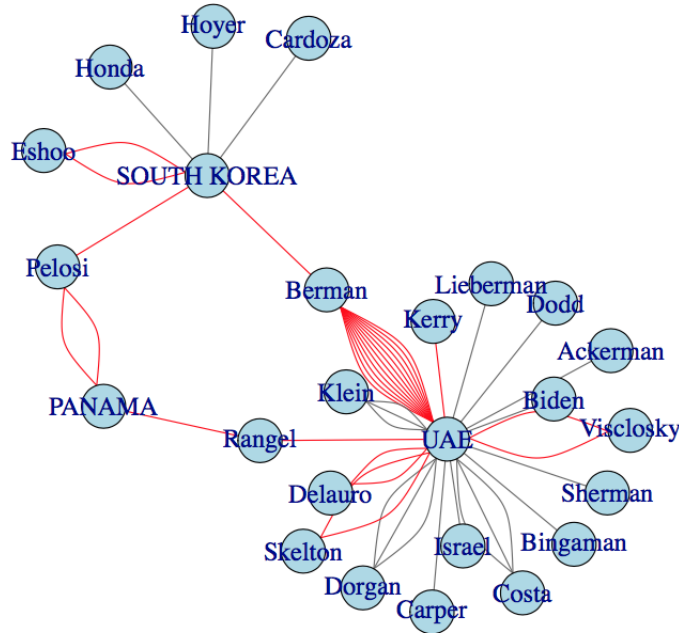 Hoyer
Cardoza
Honda
Eshoo
SOUTH KOREA
Pelosi
Berman
Lieberman
Dodd
Kerry
Ackerman
Klein
Biden
PANAMA
Rangel
UAE
Visclosky
Delauro
Sherman
Skelton
Israel
Bingaman
Dorgan
Costa
Carper